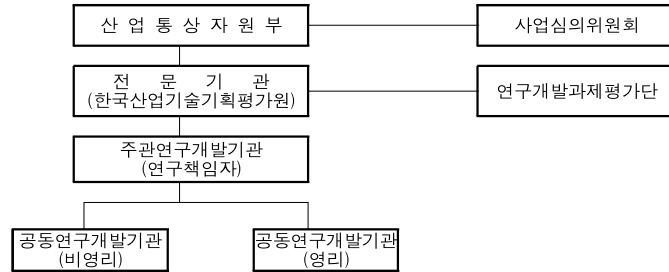 산 업 통 상 자 원 부
사업심의위원회
전 문 기 관
(한국산업기술기획평가원)
연구개발과제평가단
주관연구개발기관
(연구책임자)
공동연구개발기관
(비영리)
공동연구개발기관
(영리)